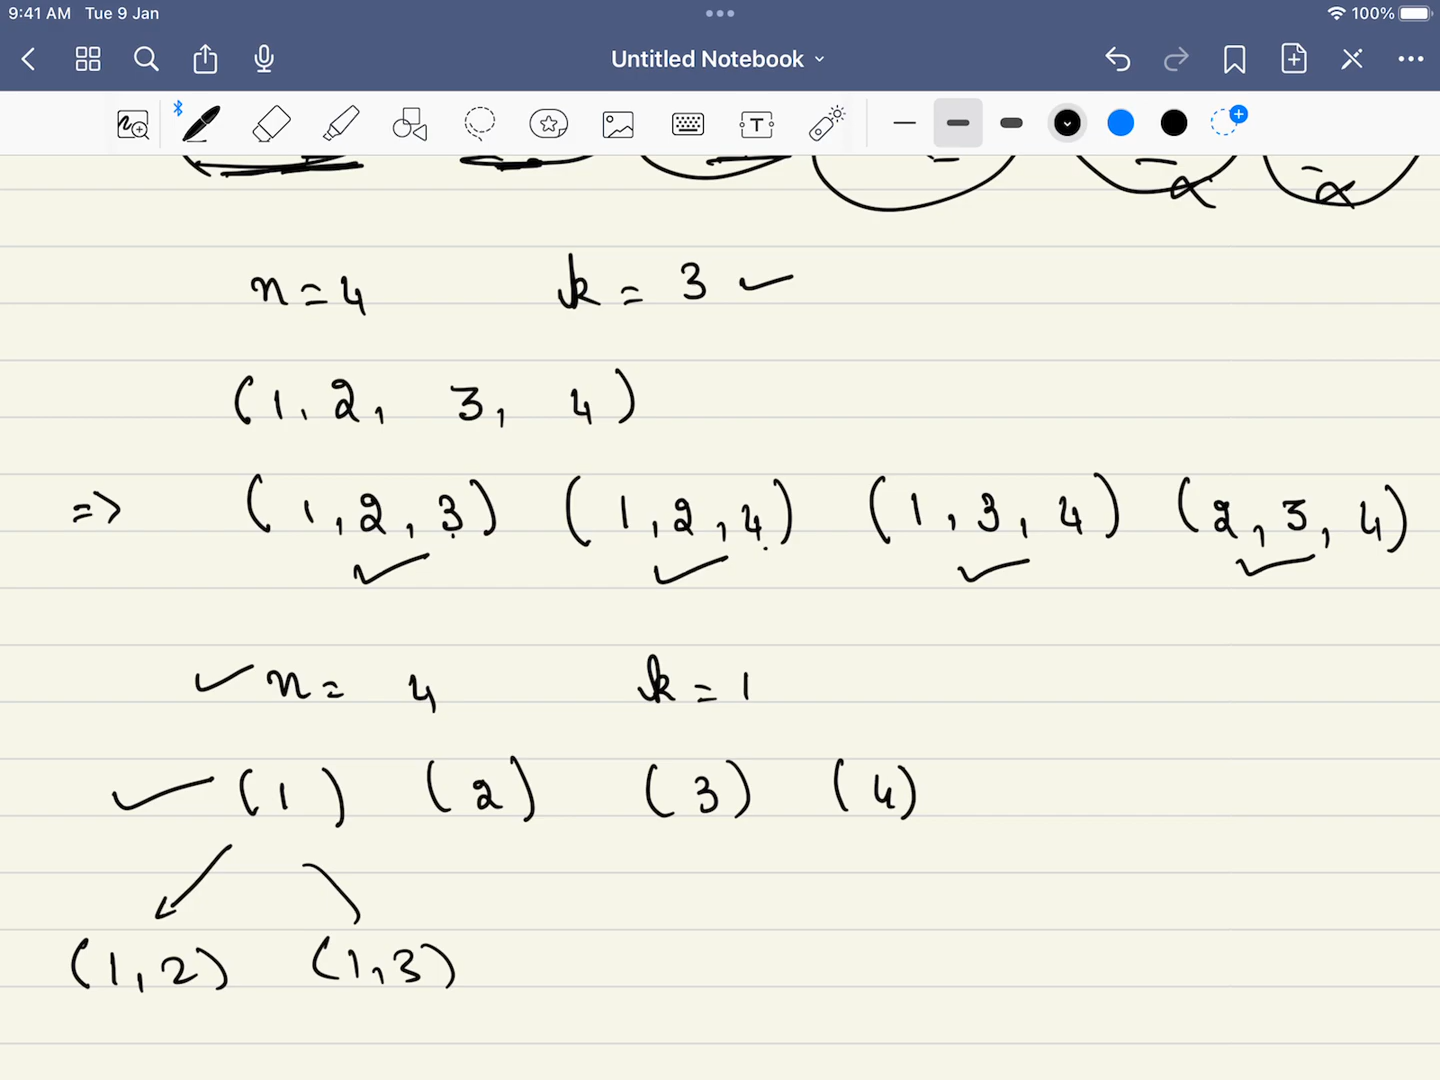 9:41 AM Tue 9 Jan
100%
Untitled Notebook
T
α α
n = 4 k = 3 ✓
(1, 2, 3, 4)
=> (1, 2, 3) (1, 2, 4) (1, 3, 4) (2, 3, 4)
✓ ✓ ✓ ✓
✓ n = 4 k = 1
✓ (1) (2) (3) (4)
(1, 2) (1, 3)